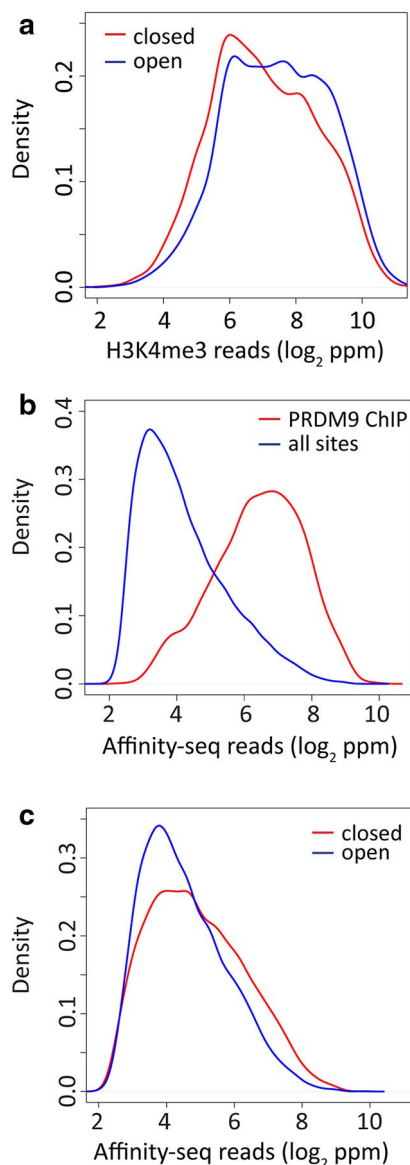 a
closed
open
Density
0.0
0.1
0.2
2 4 6 8 10
H3K4me3 reads (log₂ ppm)
b
PRDM9 ChIP
all sites
Density
0.0
0.1
0.2
0.3
0.4
2 4 6 8 10
Affinity-seq reads (log₂ ppm)
c
closed
open
Density
0.0
0.1
0.2
0.3
2 4 6 8 10
Affinity-seq reads (log₂ ppm)